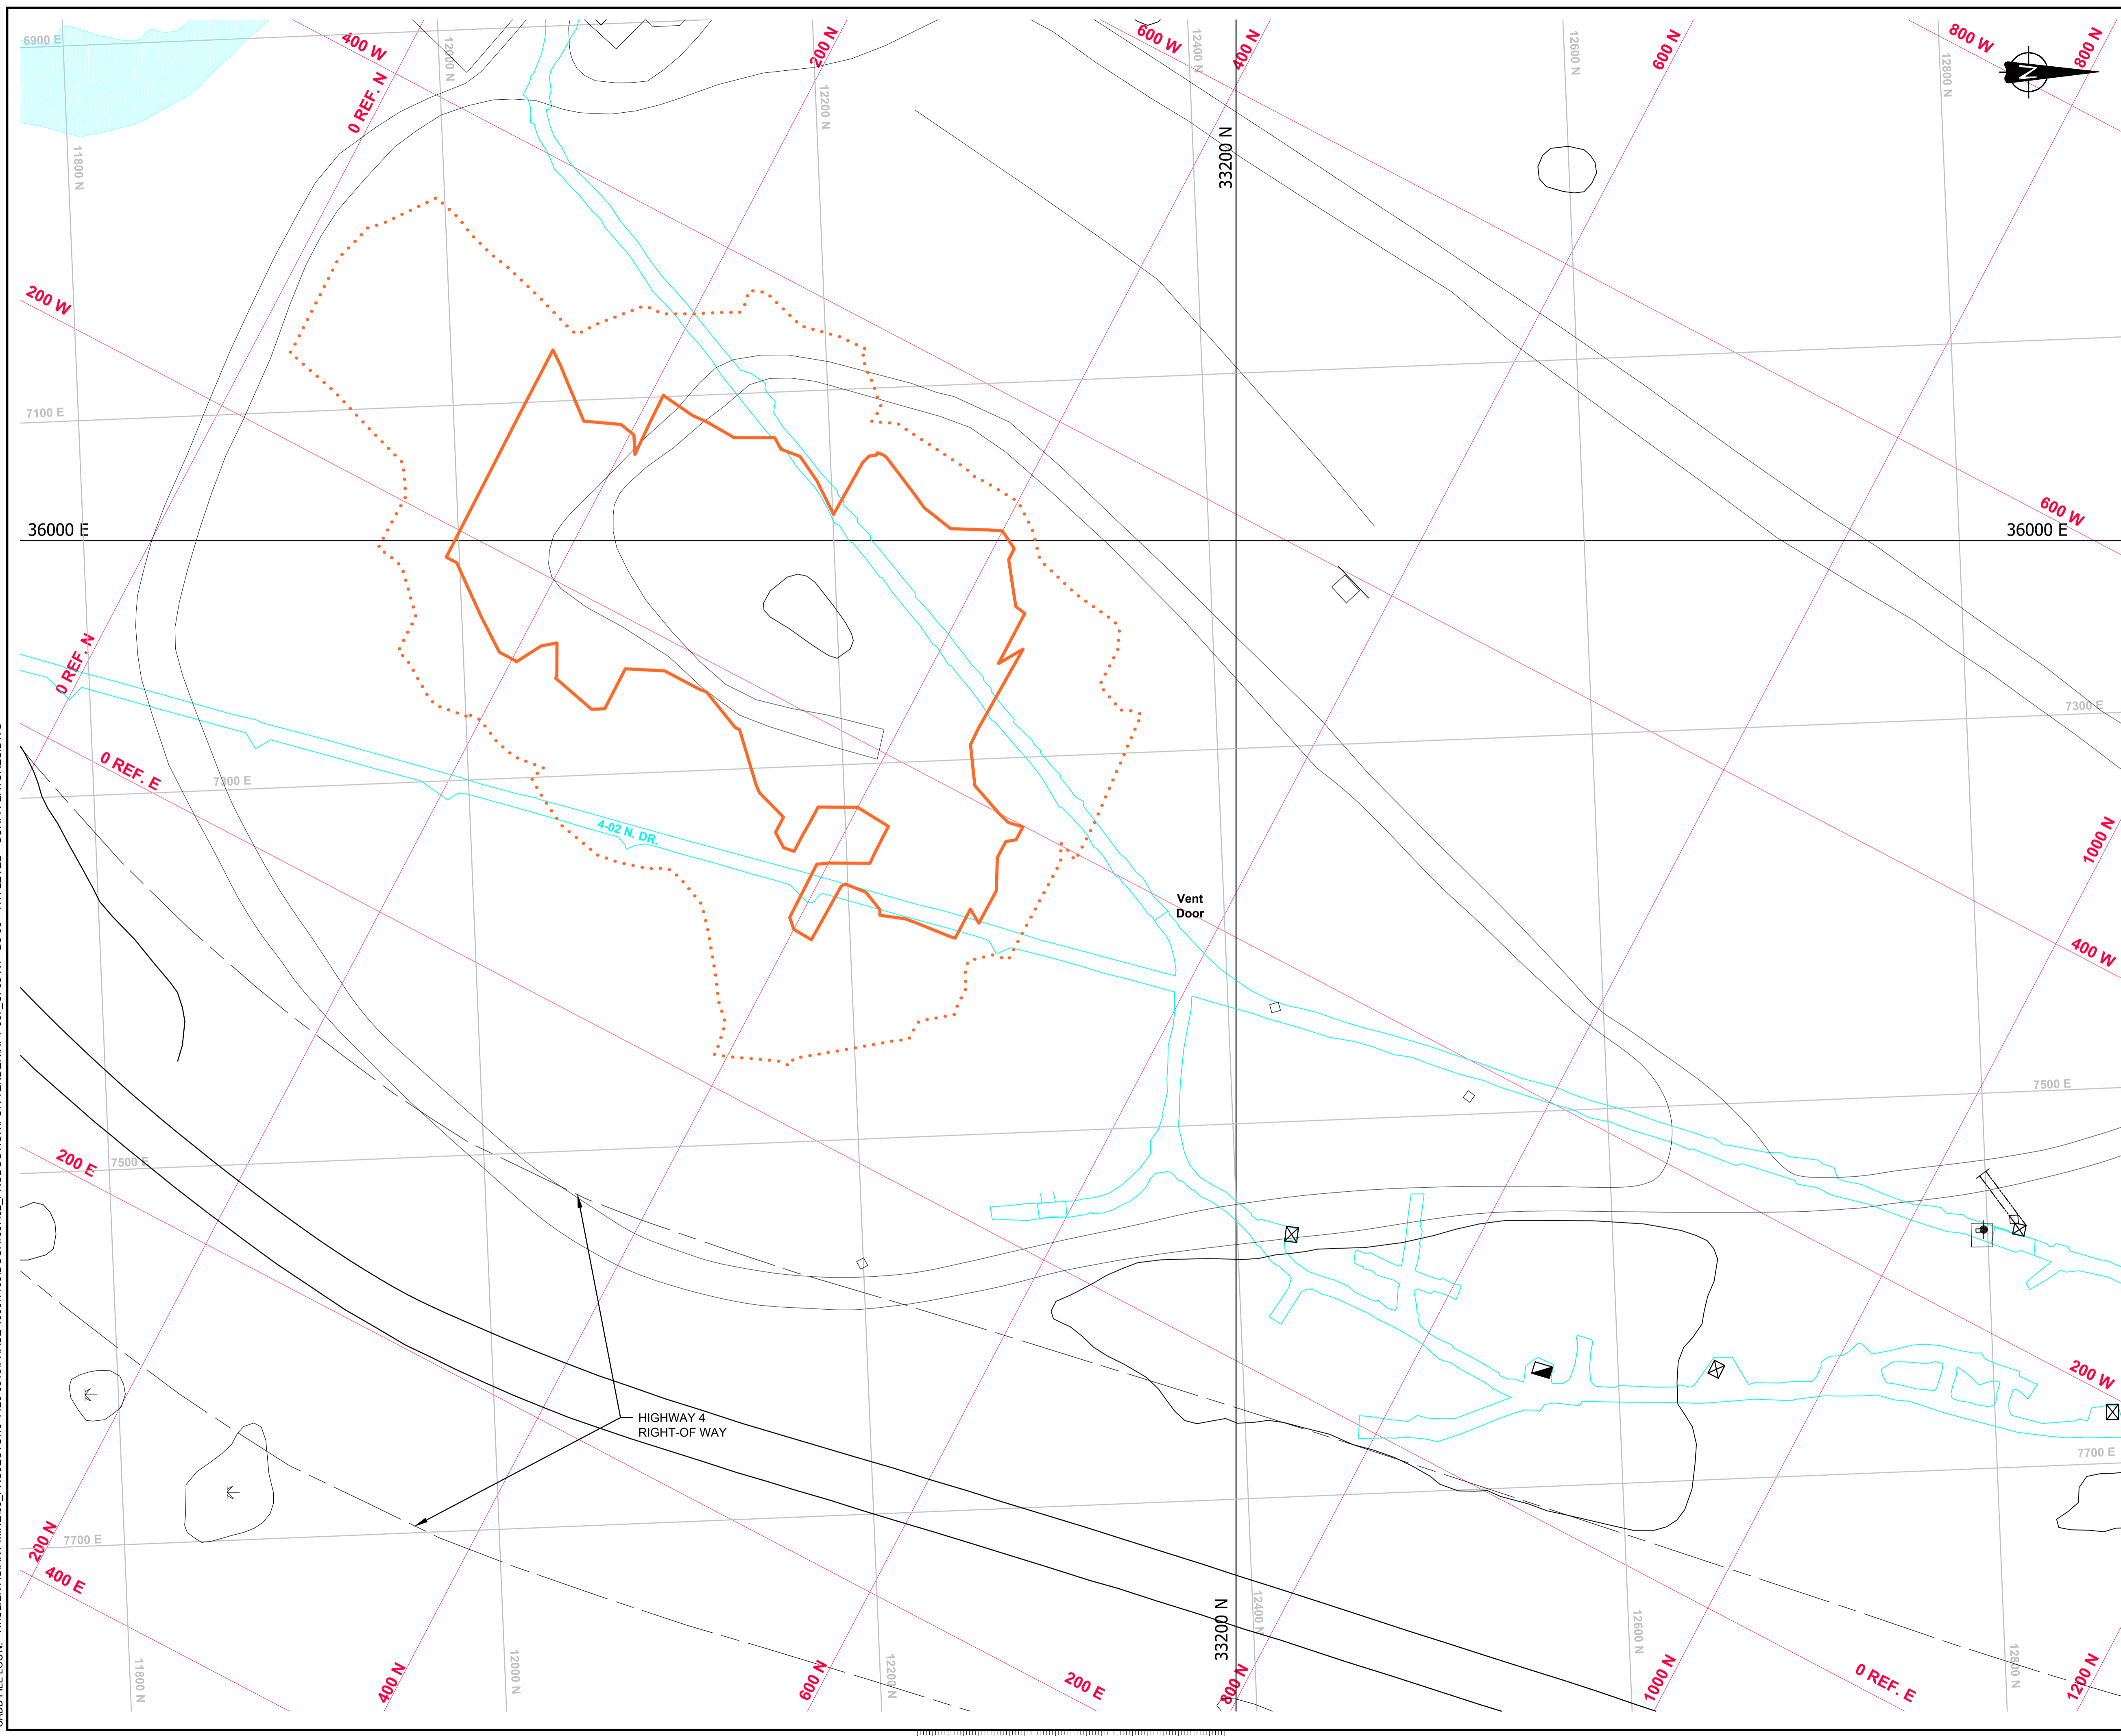 6900 E
400 W
12000 N
200 N
600 W
12400 N
400 N
12600 N
600 N
800 W
12800 N
800 N
N
0 REF. N
11800 N
12200 N
33200 N
200 W
7100 E
36000 E
600 W
36000 E
0 REF. N
7300 E
0 REF. E
7300 E
4-02 N. DR.
1000 N
Vent
Door
400 W
7500 E
200 E
7500 E
200 W
HIGHWAY 4
RIGHT-OF WAY
7700 E
200 N
7700 E
400 E
11800 N
400 N
12000 N
600 N
12200 N
200 E
33200 N
800 N
12400 N
12600 N
1000 N
0 REF. E
12800 N
1200 N